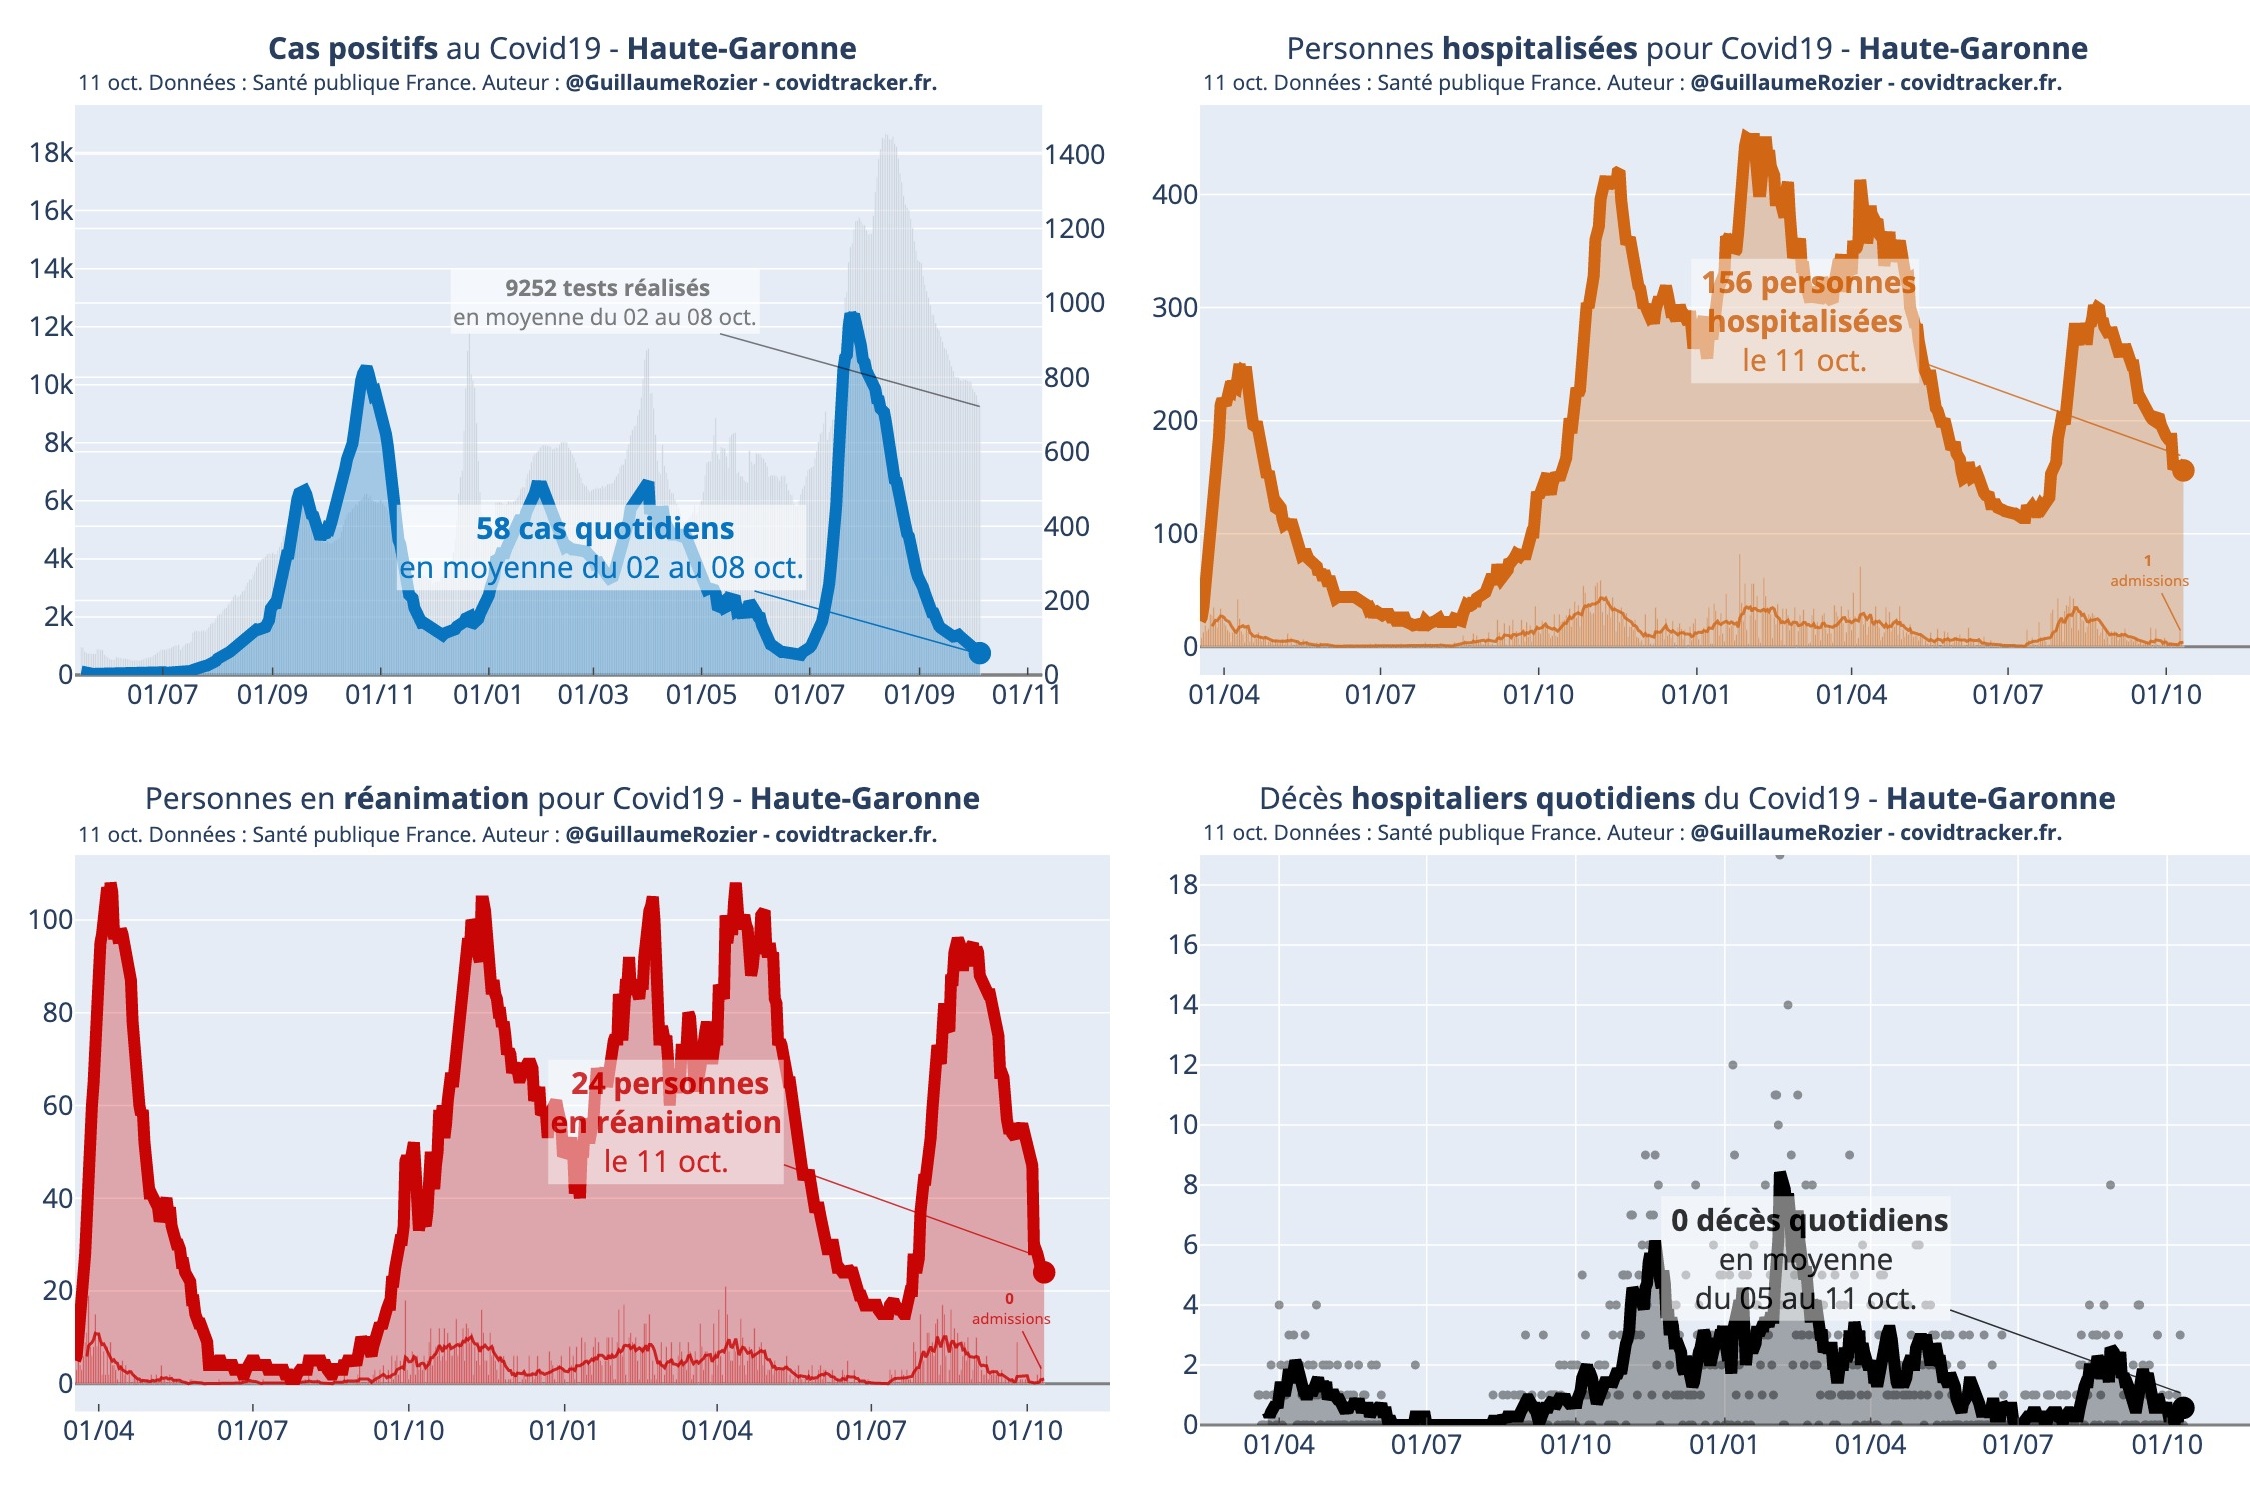 Cas positifs au Covid19 - Haute-Garonne
11 oct. Données : Santé publique France. Auteur : @GuillaumeRozier - covidtracker.fr.
18k
16k
14k
12k
10k
8k
6k
4k
2k
0
1400
1200
1000
800
600
400
200
0
9252 tests réalisés
en moyenne du 02 au 08 oct.
58 cas quotidiens
en moyenne du 02 au 08 oct.
01/07 01/09 01/11 01/01 01/03 01/05 01/07 01/09 01/11
Personnes hospitalisées pour Covid19 - Haute-Garonne
11 oct. Données : Santé publique France. Auteur : @GuillaumeRozier - covidtracker.fr.
400
300
200
100
0
156 personnes
hospitalisées
le 11 oct.
1
admissions
01/04 01/07 01/10 01/01 01/04 01/07 01/10
Personnes en réanimation pour Covid19 - Haute-Garonne
11 oct. Données : Santé publique France. Auteur : @GuillaumeRozier - covidtracker.fr.
100
80
60
40
20
0
24 personnes
en réanimation
le 11 oct.
0
admissions
01/04 01/07 01/10 01/01 01/04 01/07 01/10
Décès hospitaliers quotidiens du Covid19 - Haute-Garonne
11 oct. Données : Santé publique France. Auteur : @GuillaumeRozier - covidtracker.fr.
18
16
14
12
10
8
6
4
2
0
0 décès quotidiens
en moyenne
du 05 au 11 oct.
01/04 01/07 01/10 01/01 01/04 01/07 01/10